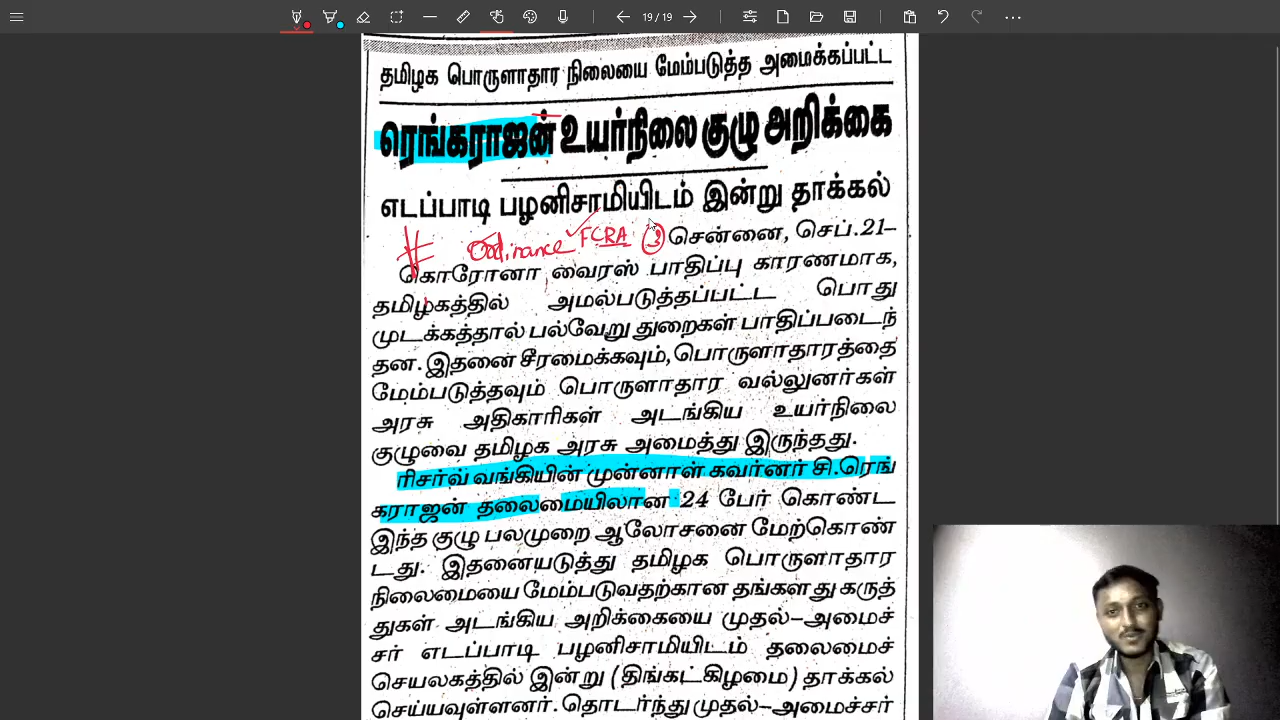 19 / 19
தமிழக பொருளாதார நிலையை மேம்படுத்த அமைக்கப்பட்ட
ரெங்கராஜன் உயர்நிலை குழு அறிக்கை
எடப்பாடி பழனிசாமியிடம் இன்று தாக்கல்
# Ordinance FCRA 3 சென்னை, செப்.21–
கொரோனா வைரஸ் பாதிப்பு காரணமாக,
தமிழகத்தில் அமல்படுத்தப்பட்ட பொது
முடக்கத்தால் பல்வேறு துறைகள் பாதிப்படைந்
தன. இதனை சீரமைக்கவும், பொருளாதாரத்தை
மேம்படுத்தவும் பொருளாதார வல்லுனர்கள்
அரசு அதிகாரிகள் அடங்கிய உயர்நிலை
குழுவை தமிழக அரசு அமைத்து இருந்தது.
ரிசர்வ் வங்கியின் முன்னாள் கவர்னர் சி.ரெங்
கராஜன் தலைமையிலான 24 பேர் கொண்ட
இந்த குழு பலமுறை ஆலோசனை மேற்கொண்
டது. இதனையடுத்து தமிழக பொருளாதார
நிலைமையை மேம்படுவதற்கான தங்களது கருத்
துகள் அடங்கிய அறிக்கையை முதல்–அமைச்
சர் எடப்பாடி பழனிசாமியிடம் தலைமைச்
செயலகத்தில் இன்று (திங்கட்கிழமை) தாக்கல்
செய்யவுள்ளனர். தொடர்ந்து முதல்–அமைச்சர்